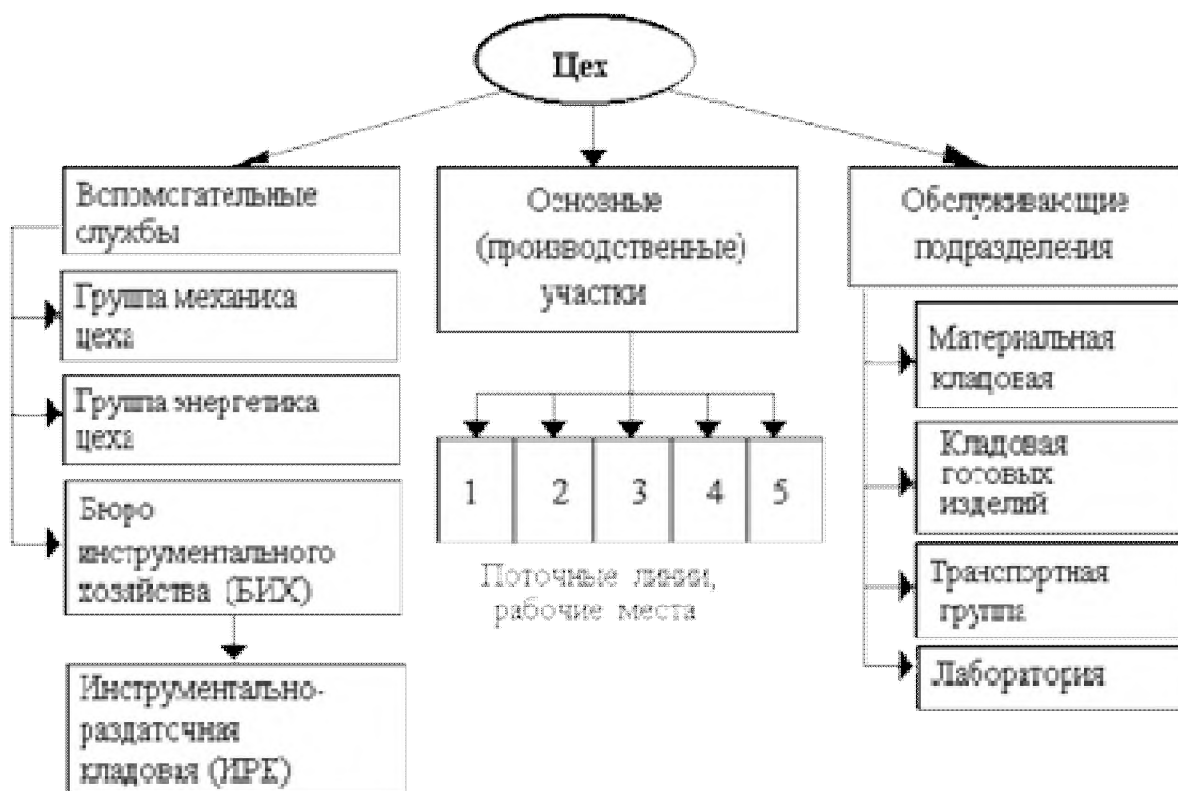 Цех
Вспомогательные
службы
Группа механика
цеха
Группа энергетика
цеха
Бюро
инструментального
хозяйства (БИХ)
Инструментально-
раздаточная
кладовая (ИРК)
Основные
(производственные)
участки
1 2 3 4 5
Поточные линии,
рабочие места
Обслуживающие
подразделения
Материальная
кладовая
Кладовая
готовых
изделий
Транспортная
группа
Лаборатория